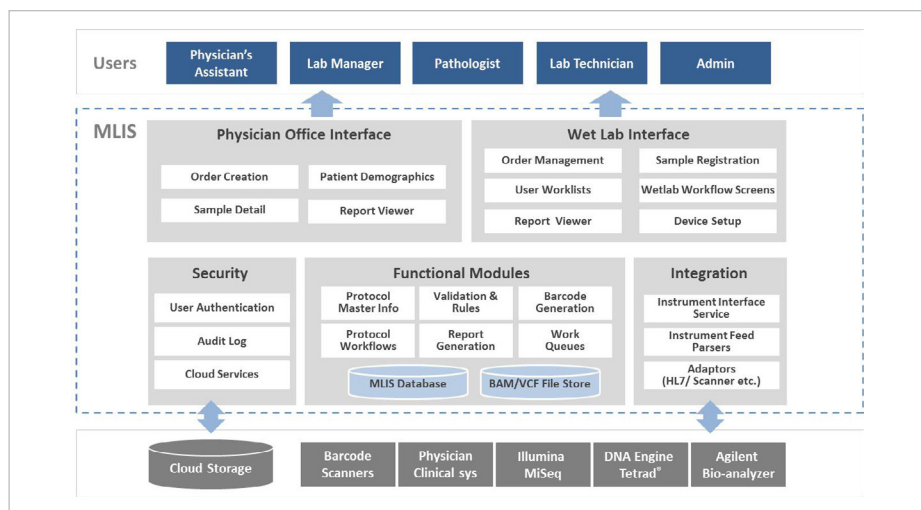 Users
Physician's
Assistant
Lab Manager
Pathologist
Lab Technician
Admin
MLIS
Physician Office Interface
Order Creation
Patient Demographics
Sample Detail
Report Viewer
Wet Lab Interface
Order Management
Sample Registration
User Worklists
Wetlab Workflow Screens
Report Viewer
Device Setup
Security
User Authentication
Audit Log
Cloud Services
Functional Modules
Protocol
Master Info
Validation &
Rules
Barcode
Generation
Protocol
Workflows
Report
Generation
Work
Queues
MLIS Database
BAM/VCF File Store
Integration
Instrument Interface
Service
Instrument Feed
Parsers
Adaptors
(HL7/ Scanner etc.)
Cloud Storage
Barcode
Scanners
Physician
Clinical sys
Illumina
MiSeq
DNA Engine
Tetrad®
Agilent
Bio-analyzer